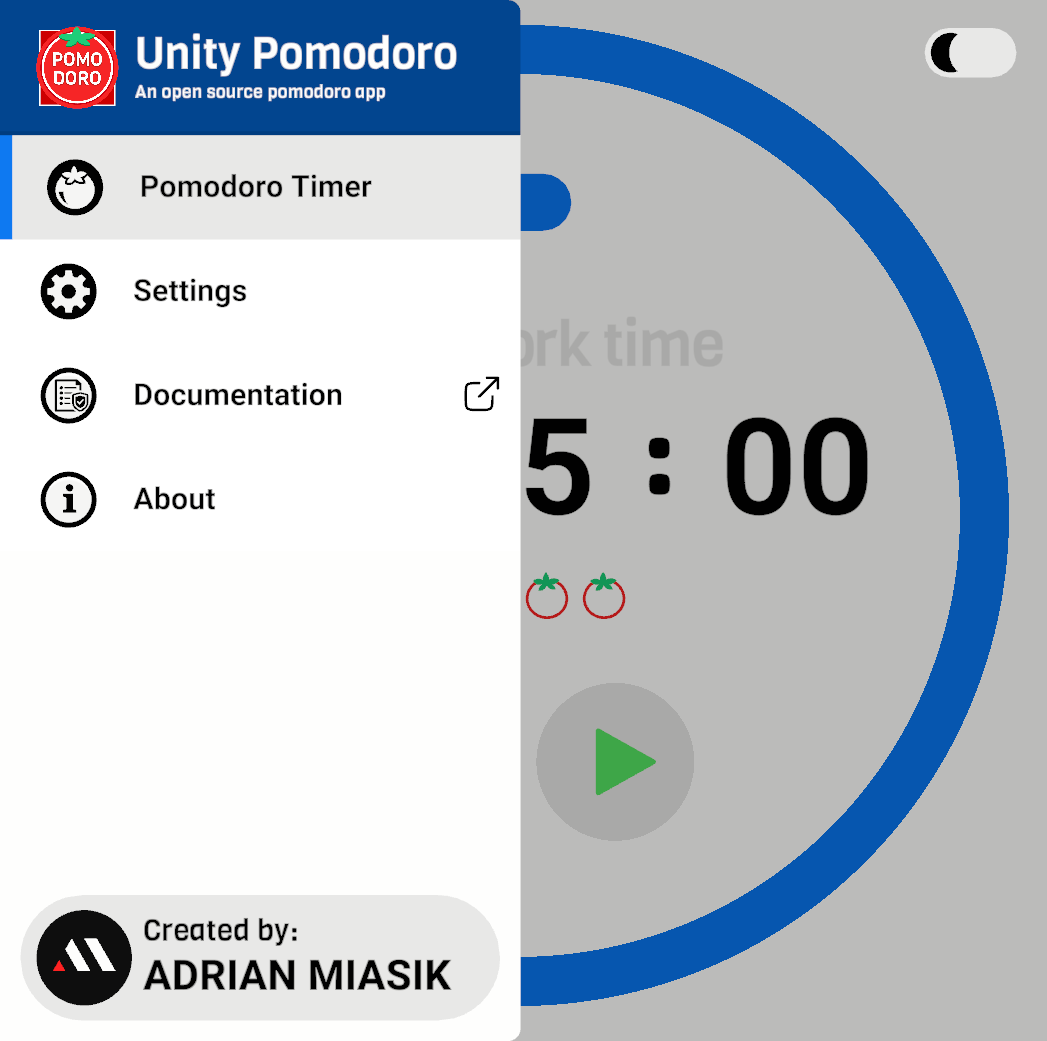 POMO
DORO
Unity Pomodoro
An open source pomodoro app
Pomodoro Timer
Settings
Documentation
About
ork time
5 : 00
Created by:
ADRIAN MIASIK